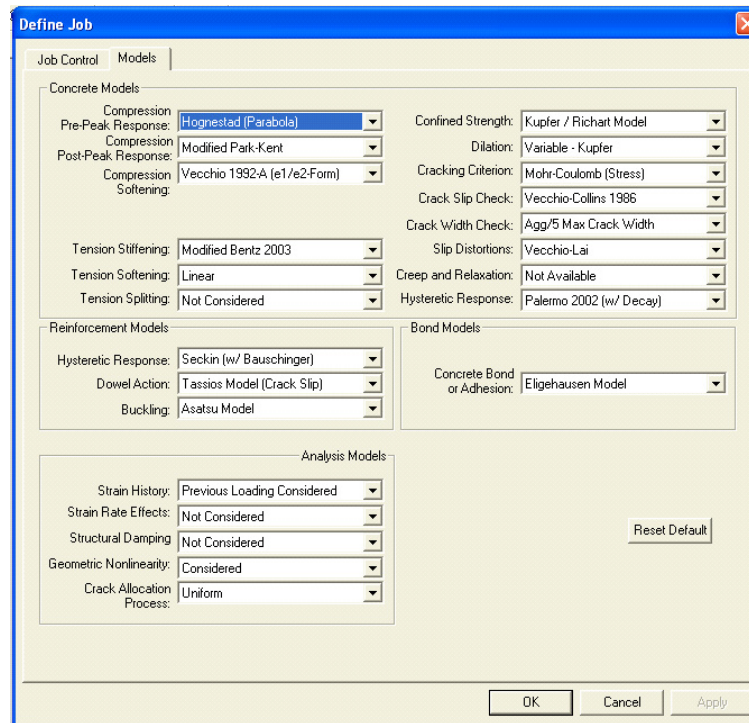 Define Job
Job Control
Models
Concrete Models
Compression
Pre-Peak Response:
Hognestad (Parabola)
Compression
Post-Peak Response:
Modified Park-Kent
Compression
Softening:
Vecchio 1992-A (e1/e2-Form)
Tension Stiffening:
Modified Bentz 2003
Tension Softening:
Linear
Tension Splitting:
Not Considered
Confined Strength:
Kupfer / Richart Model
Dilation:
Variable - Kupfer
Cracking Criterion:
Mohr-Coulomb (Stress)
Crack Slip Check:
Vecchio-Collins 1986
Crack Width Check:
Agg/5 Max Crack Width
Slip Distortions:
Vecchio-Lai
Creep and Relaxation:
Not Available
Hysteretic Response:
Palermo 2002 (w/ Decay)
Reinforcement Models
Hysteretic Response:
Seckin (w/ Bauschinger)
Dowel Action:
Tassios Model (Crack Slip)
Buckling:
Asatsu Model
Bond Models
Concrete Bond
or Adhesion:
Eligehausen Model
Analysis Models
Strain History:
Previous Loading Considered
Strain Rate Effects:
Not Considered
Structural Damping
Not Considered
Geometric Nonlinearity:
Considered
Crack Allocation
Process:
Uniform
Reset Default
OK
Cancel
Apply